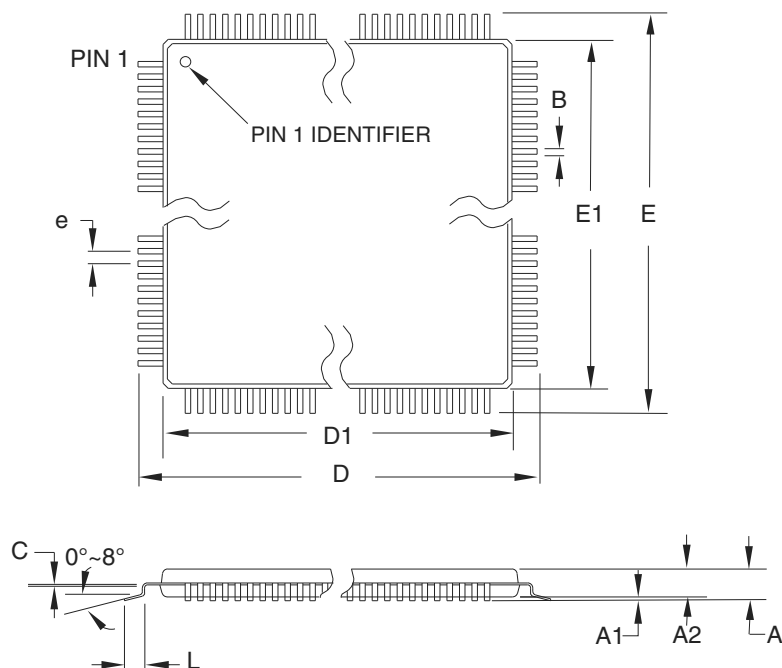 PIN 1
B
PIN 1 IDENTIFIER
e
E1
E
D1
D
C
0°~8°
A1
A2
A
L